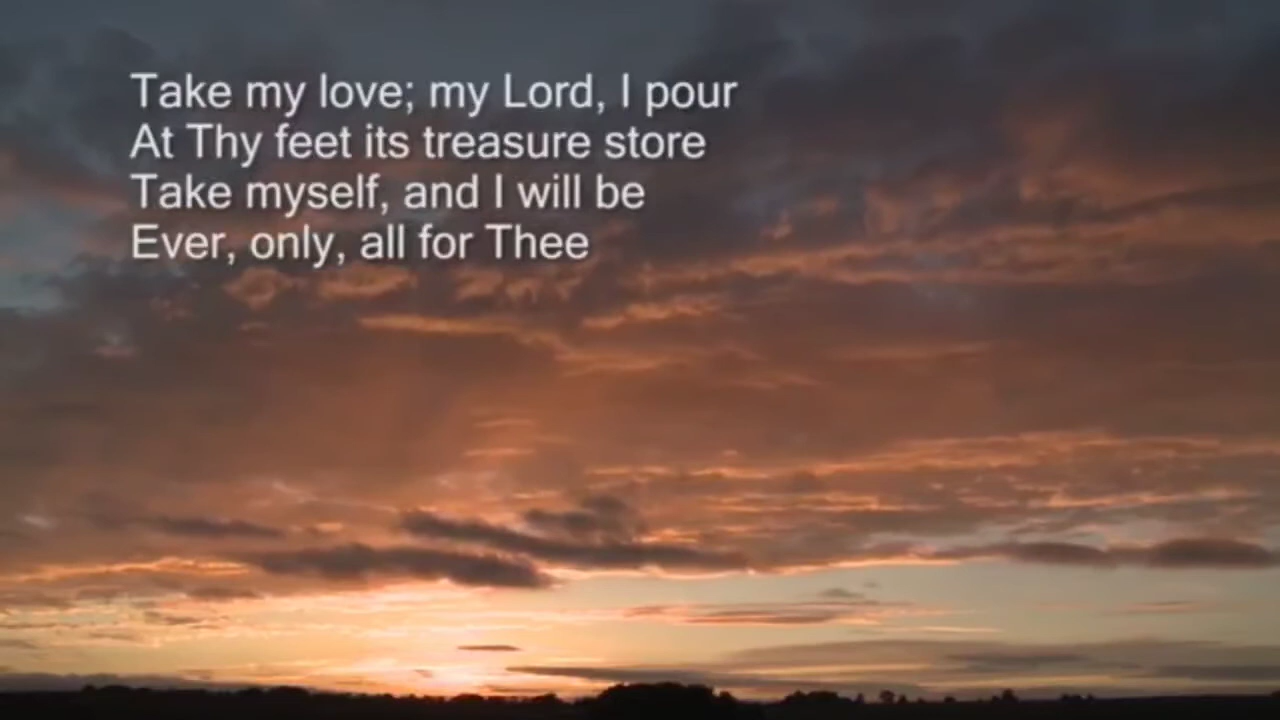 Take my love; my Lord, I pour
At Thy feet its treasure store
Take myself, and I will be
Ever, only, all for Thee